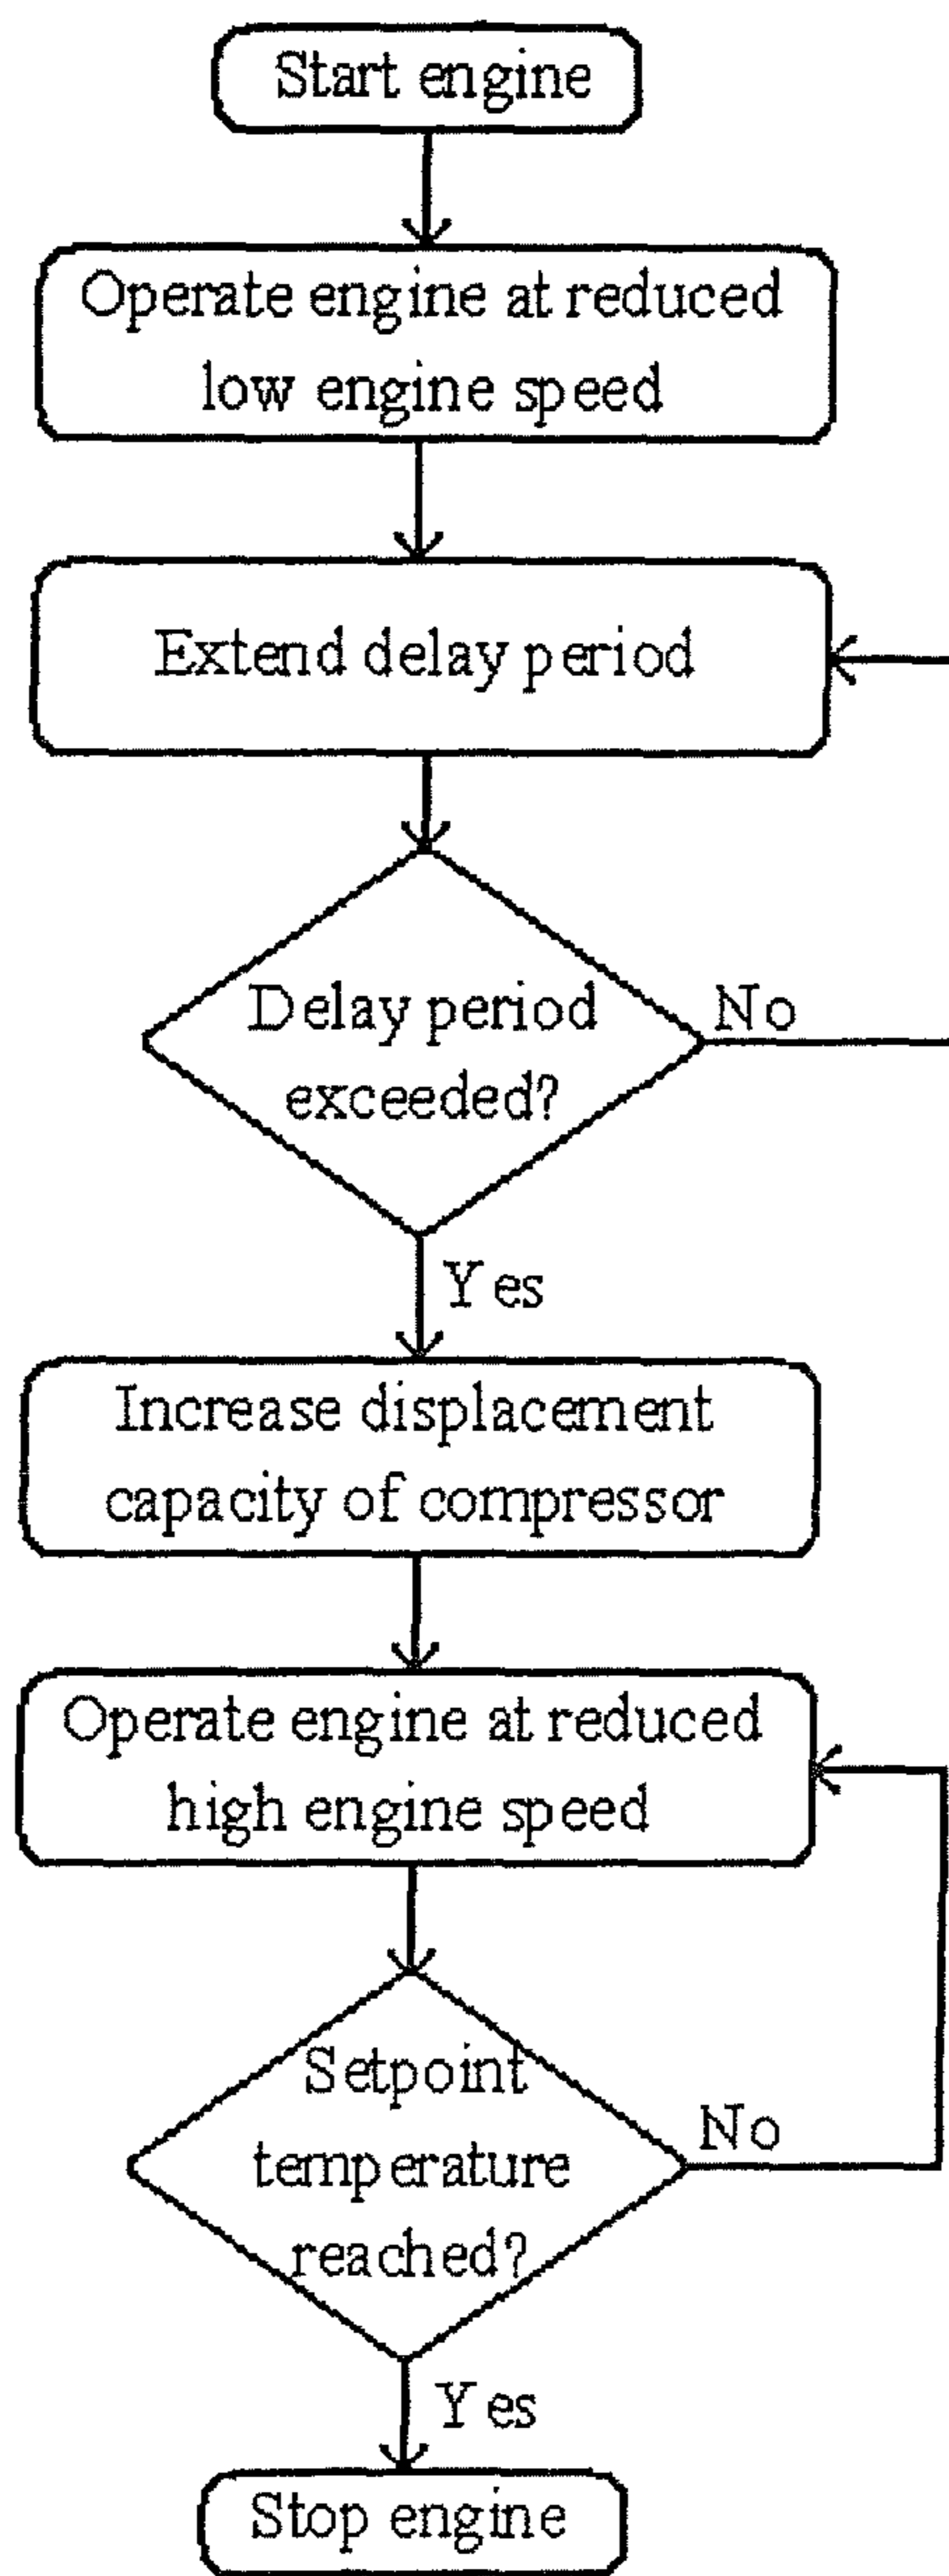 Start engine
Operate engine at reduced
low engine speed
Extend delay period
Delay period
exceeded?
No
Yes
Increase displacement
capacity of compressor
Operate engine at reduced
high engine speed
Setpoint
temperature
reached?
No
Yes
Stop engine